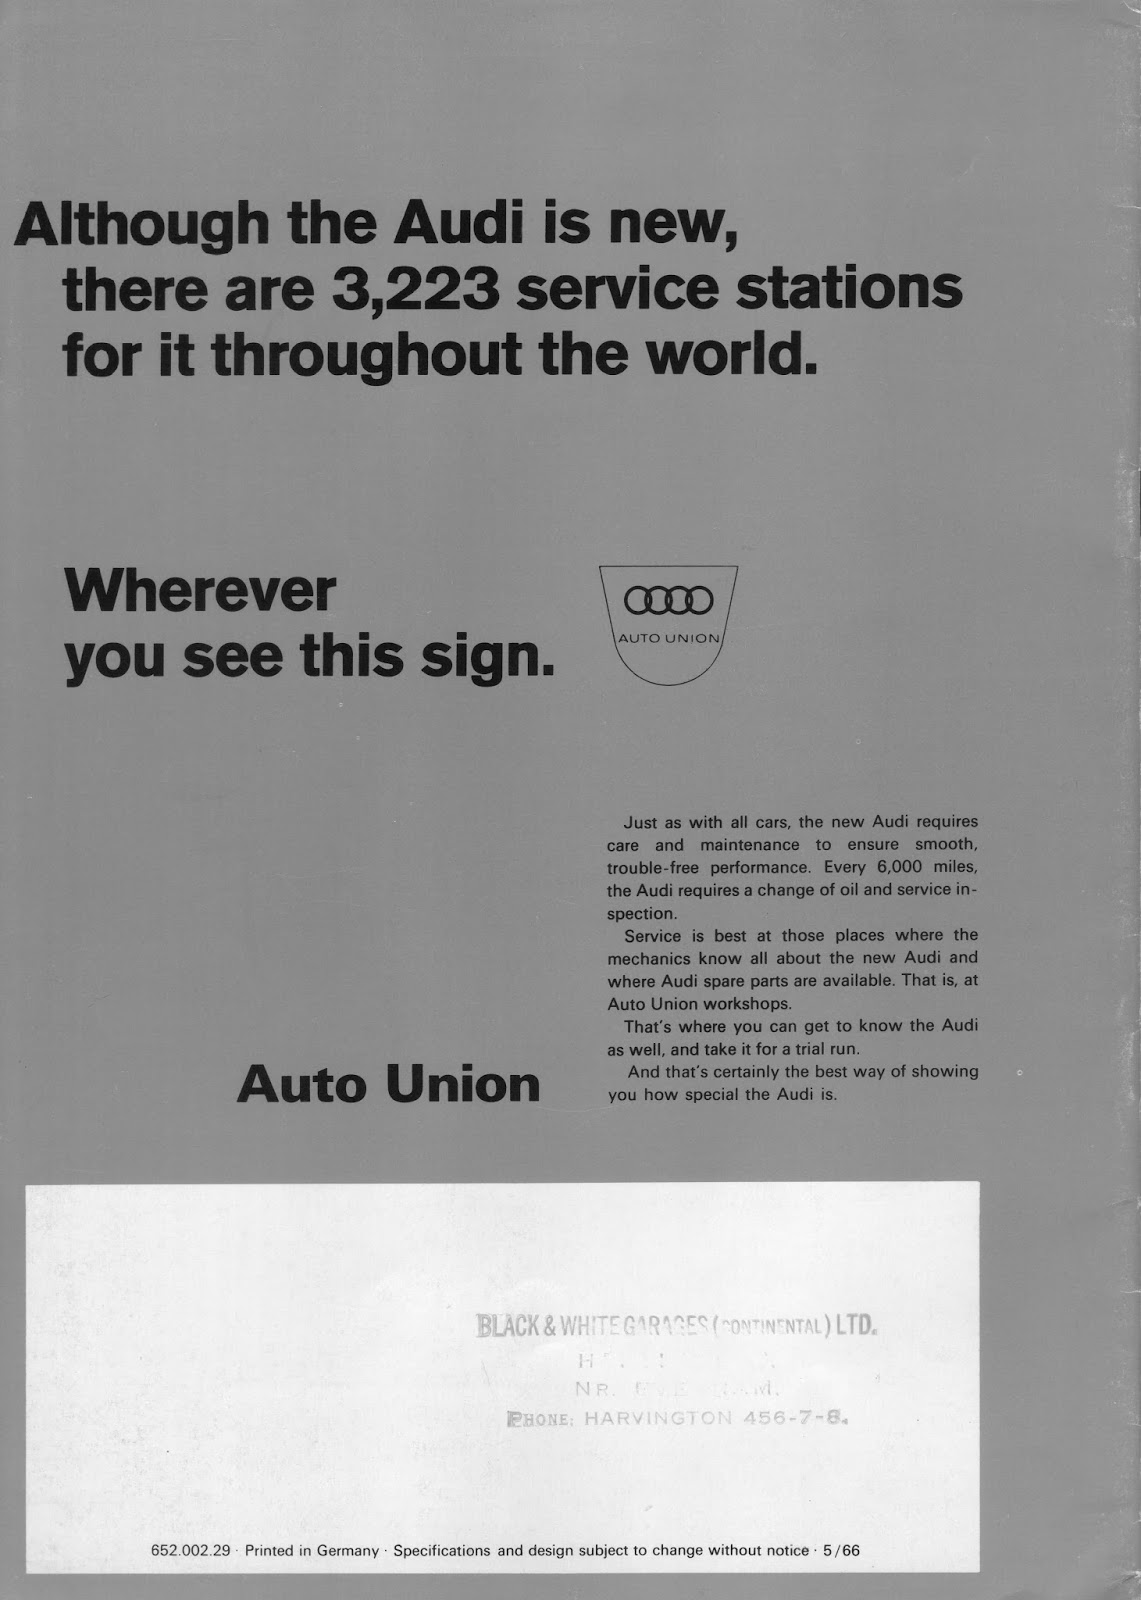 Although the Audi is new,
there are 3,223 service stations
for it throughout the world.
Wherever
you see this sign.
AUTO UNION
Just as with all cars, the new Audi requires
care and maintenance to ensure smooth,
trouble-free performance. Every 6,000 miles,
the Audi requires a change of oil and service in-
spection.
Service is best at those places where the
mechanics know all about the new Audi and
where Audi spare parts are available. That is, at
Auto Union workshops.
That's where you can get to know the Audi
as well, and take it for a trial run.
And that's certainly the best way of showing
you how special the Audi is.
Auto Union
BLACK & WHITE GARAGES (CONTINENTAL) LTD.
NR.
PHONE: HARVINGTON 456-7-8.
652.002.29 · Printed in Germany · Specifications and design subject to change without notice · 5/66